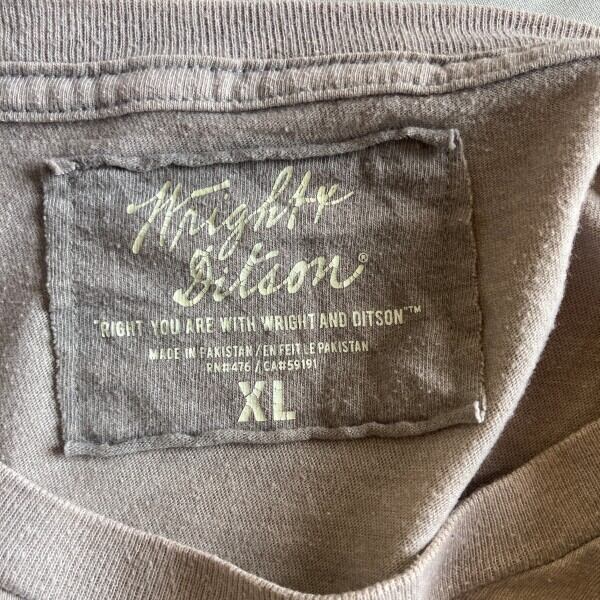 Wright &
Ditson®
"RIGHT YOU ARE WITH WRIGHT AND DITSON"™
MADE IN PAKISTAN / EN FEIT LE PAKISTAN
RN#476 / CA#59191
XL